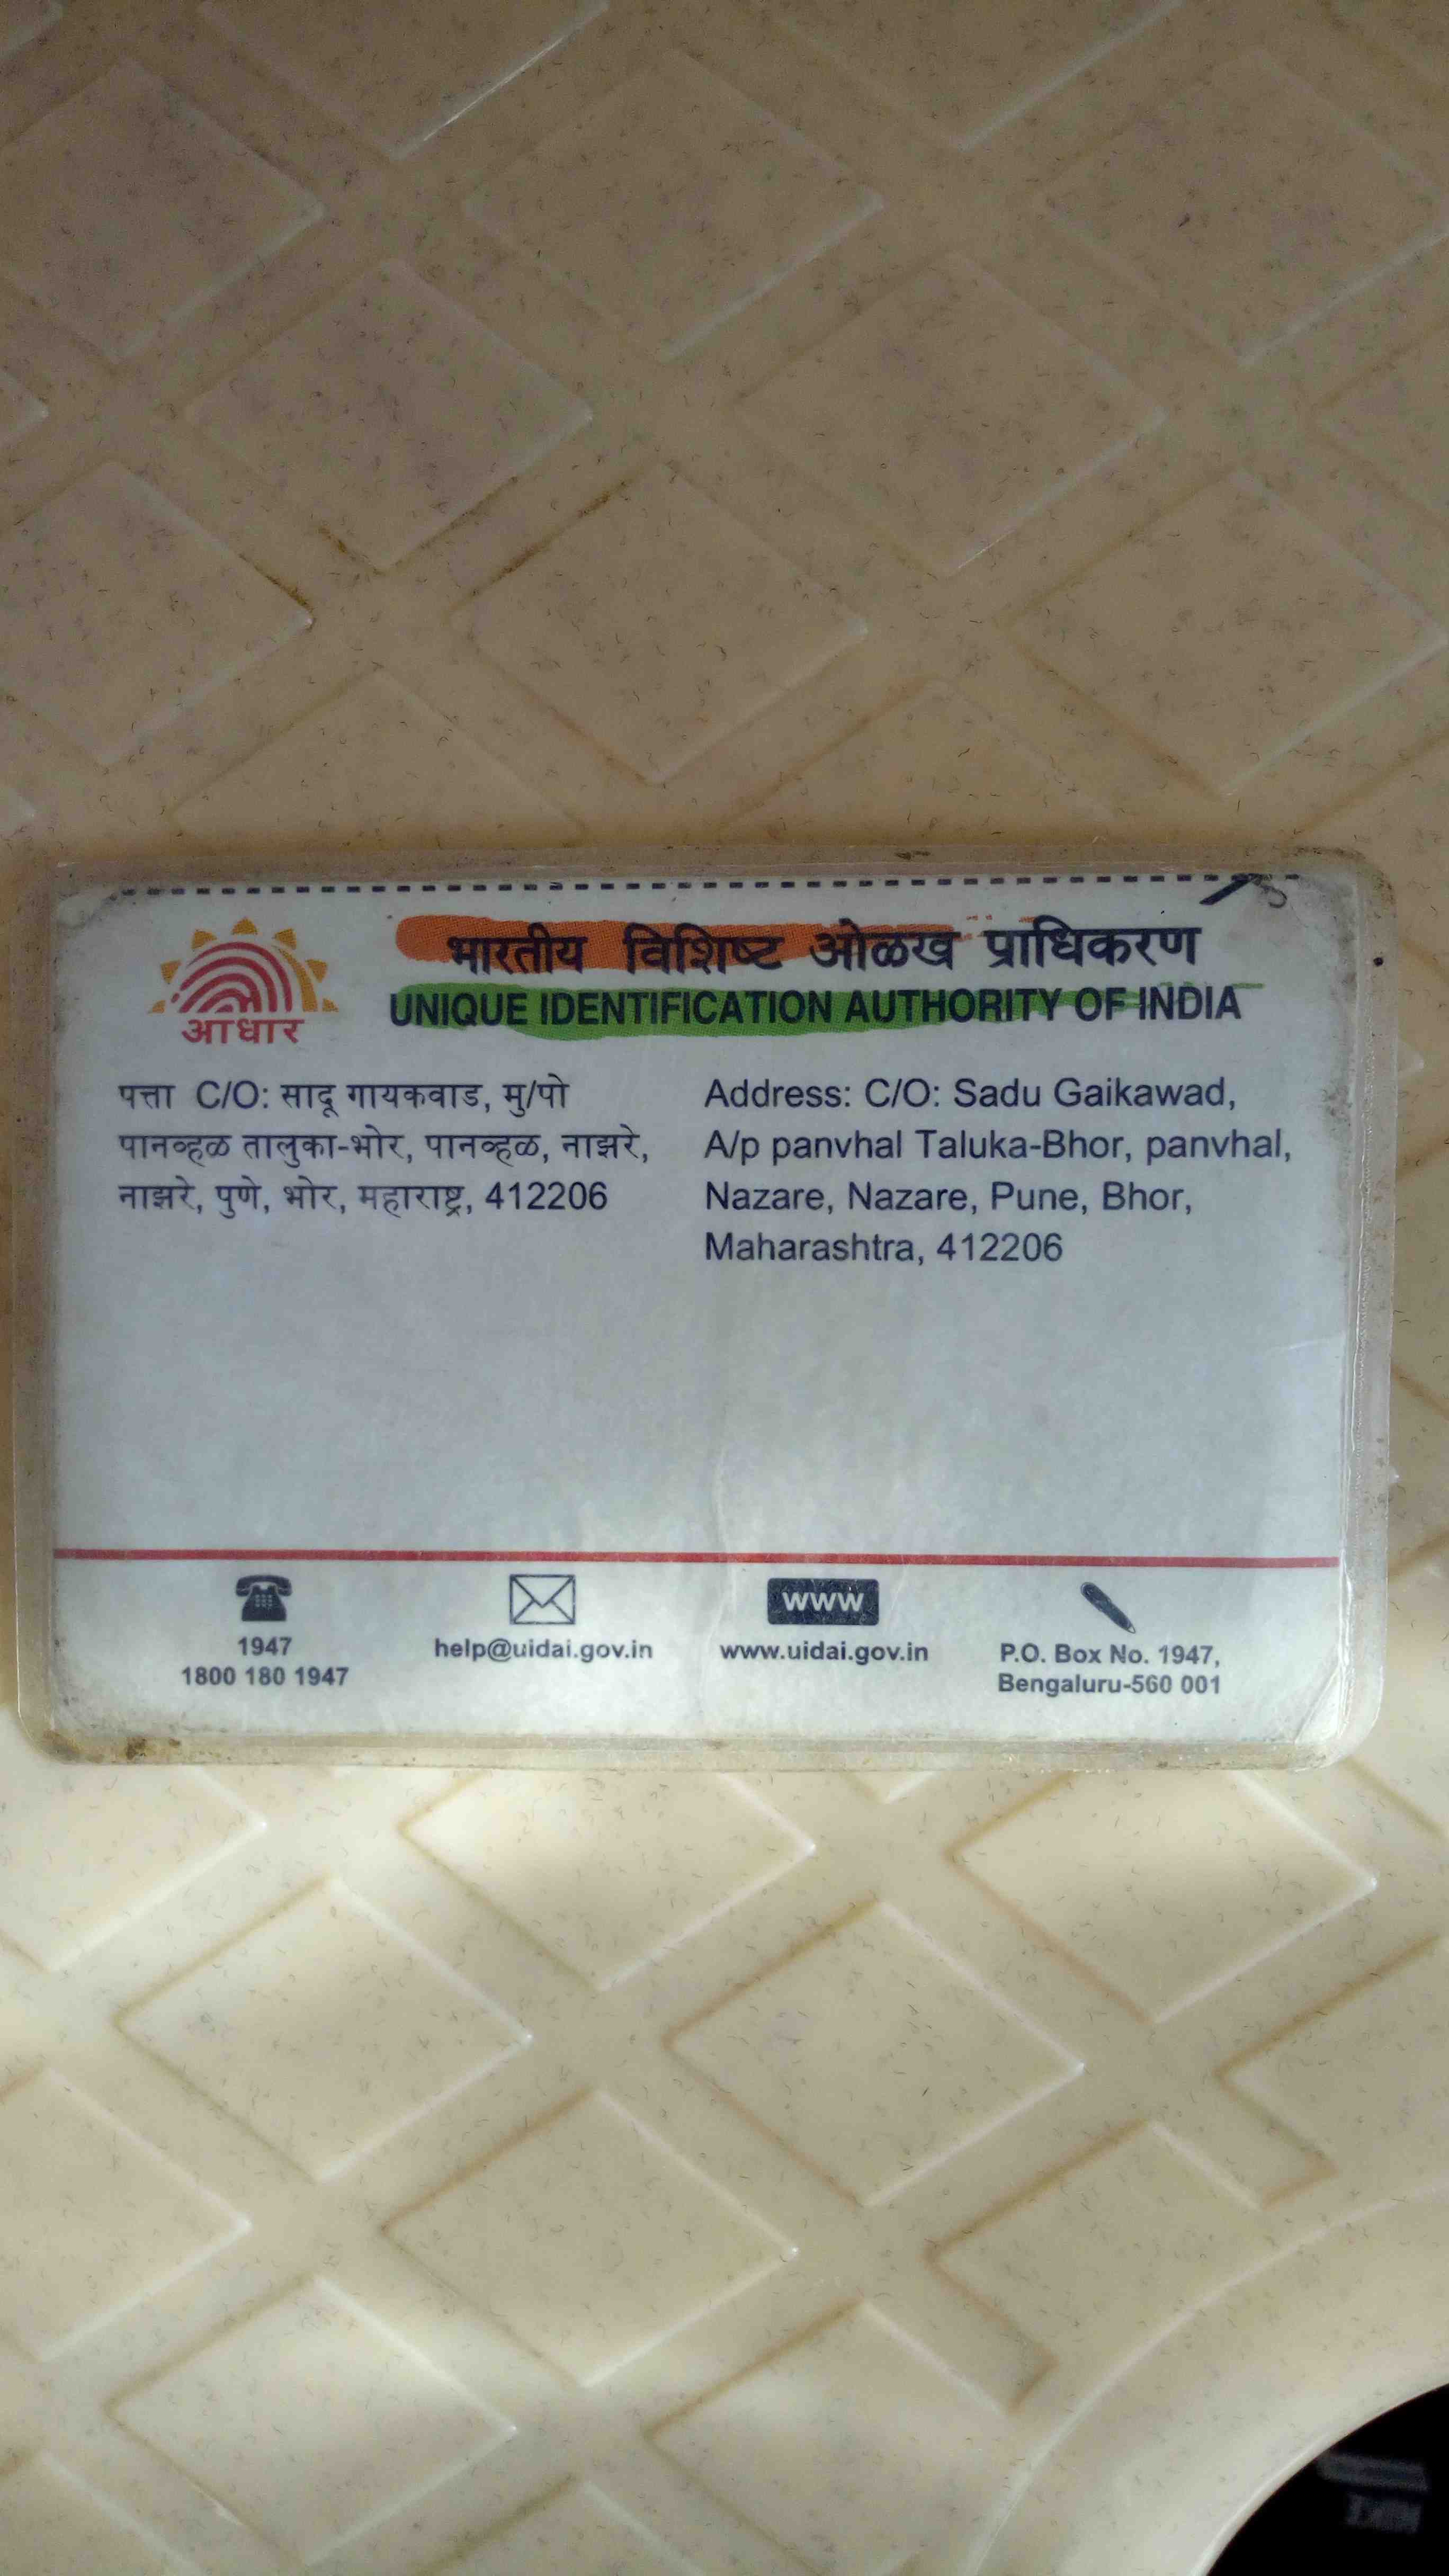 भारतीय विशिष्ट ओळख प्राधिकरण
UNIQUE IDENTIFICATION AUTHORITY OF INDIA
आधार
पत्ता C/O: सादू गायकवाड, मु/पो
पानव्हळ तालुका-भोर, पानव्हळ, नाझरे,
नाझरे, पुणे, भोर, महाराष्ट्र, 412206
Address: C/O: Sadu Gaikawad,
A/p panvhal Taluka-Bhor, panvhal,
Nazare, Nazare, Pune, Bhor,
Maharashtra, 412206
1947
1800 180 1947
help@uidai.gov.in
www
www.uidai.gov.in
P.O. Box No. 1947,
Bengaluru-560 001